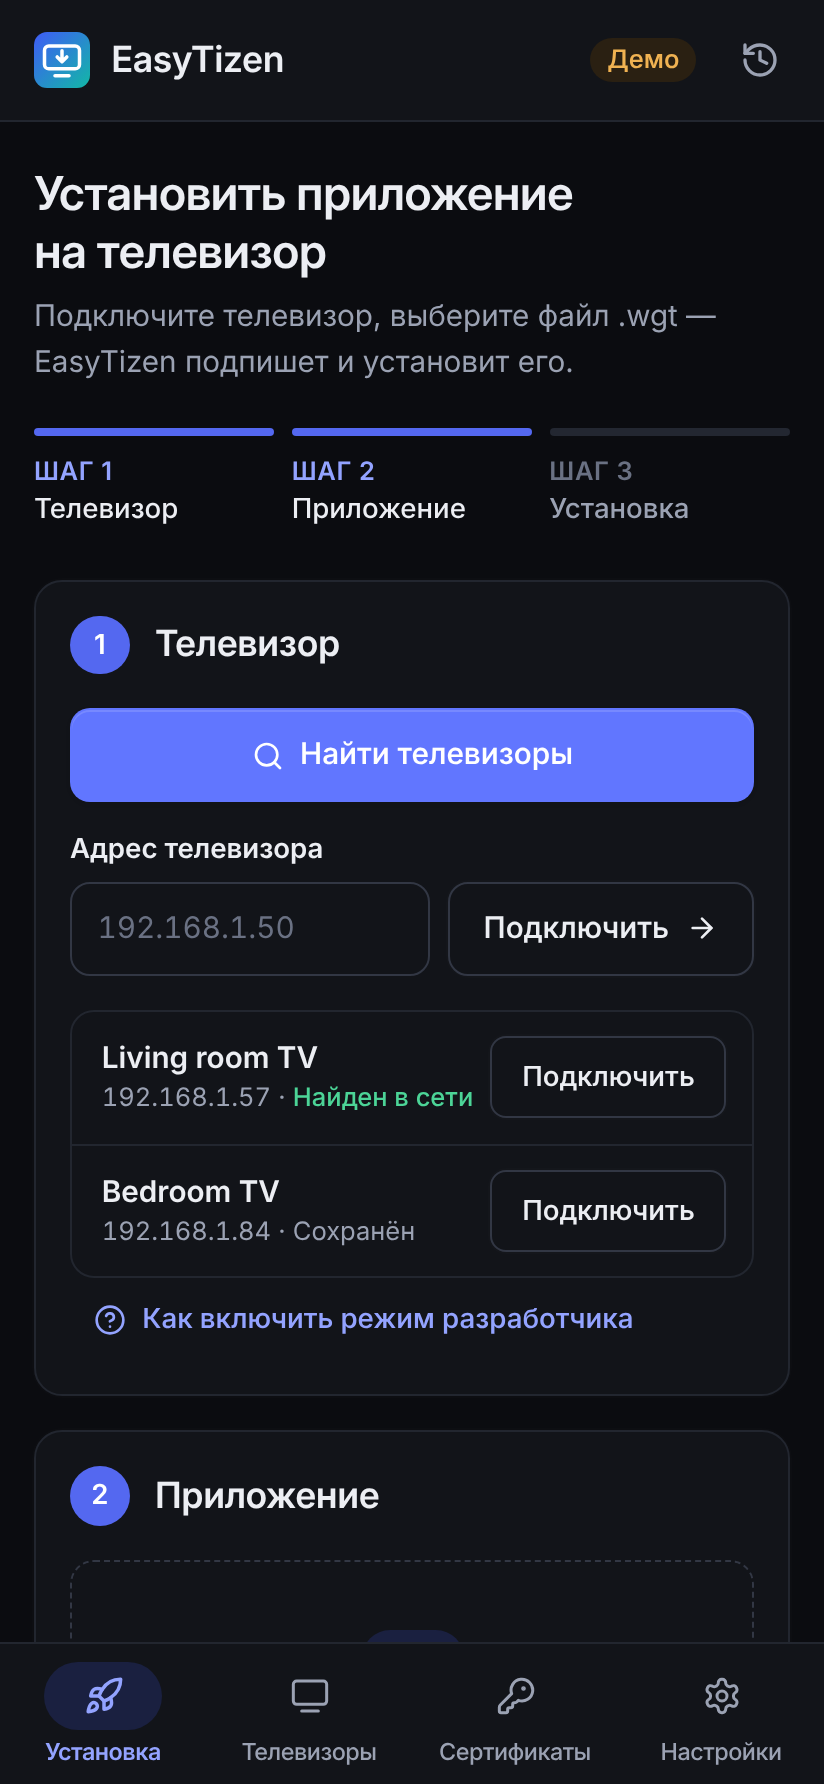 EasyTizen
Демо
Установить приложение
на телевизор
Подключите телевизор, выберите файл .wgt —
EasyTizen подпишет и установит его.
ШАГ 1
Телевизор
ШАГ 2
Приложение
ШАГ 3
Установка
1
Телевизор
Найти телевизоры
Адрес телевизора
192.168.1.50
Подключить →
Living room TV
192.168.1.57 · Найден в сети
Подключить
Bedroom TV
192.168.1.84 · Сохранён
Подключить
Как включить режим разработчика
2
Приложение
Установка
Телевизоры
Сертификаты
Настройки